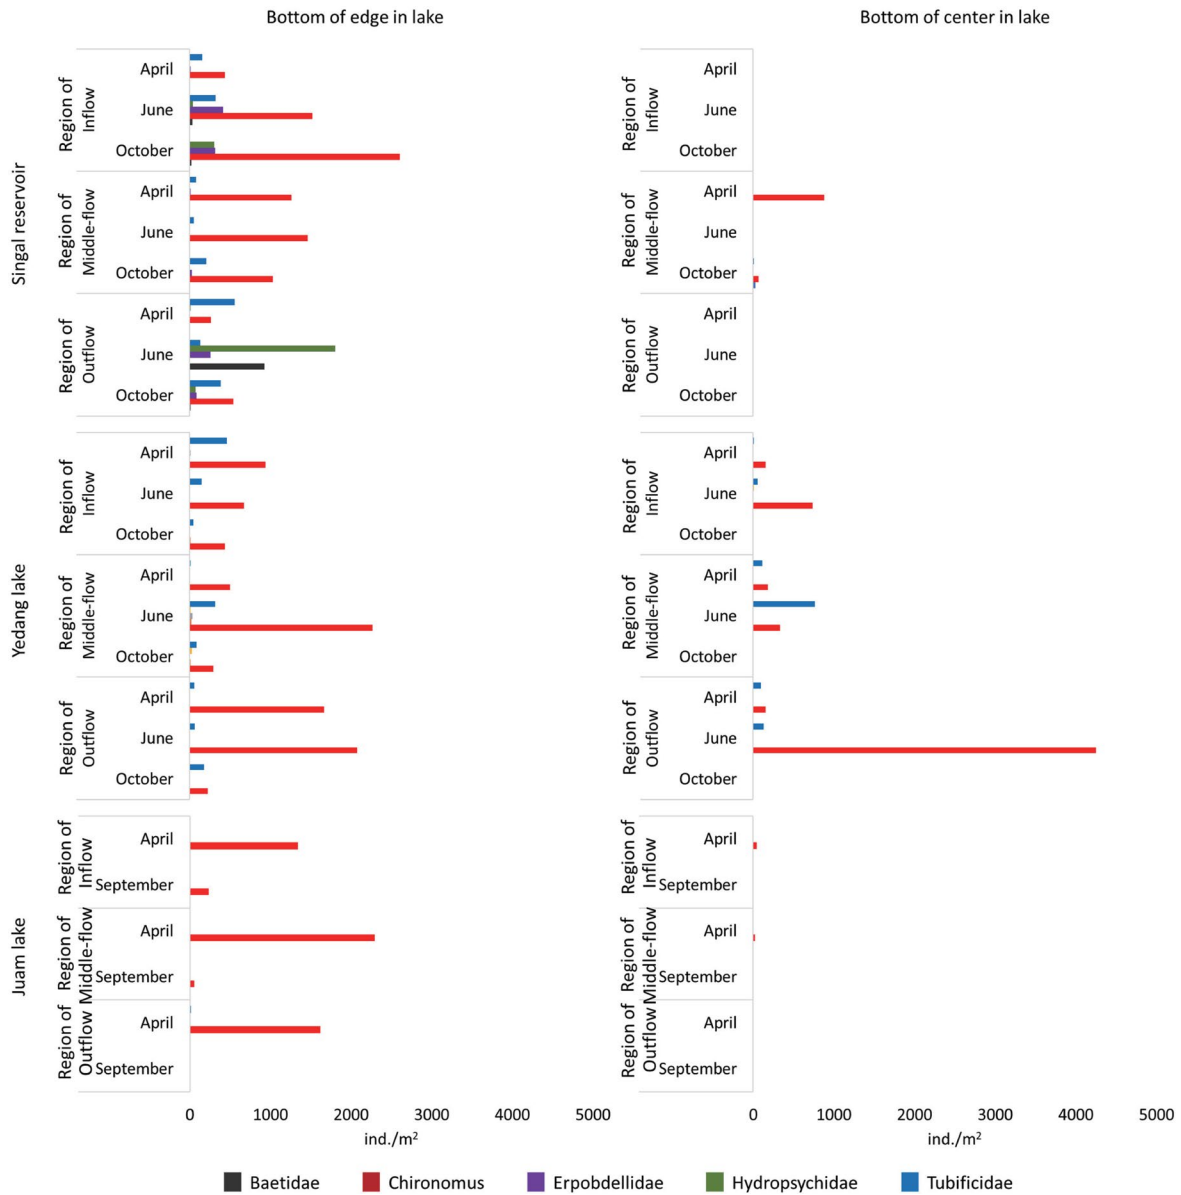 Bottom of edge in lake
Bottom of center in lake
Singal reservoir
Region of
Inflow
April
June
October
Region of
Middle-flow
April
June
October
Region of
Outflow
April
June
October
Yedang lake
Region of
Inflow
April
June
October
Region of
Middle-flow
April
June
October
Region of
Outflow
April
June
October
Juam lake
Region of
Inflow
April
September
Region of
Middle-flow
April
September
Region of
Outflow
April
September
0 1000 2000 3000 4000 5000
ind./m²
Region of
Inflow
April
June
October
Region of
Middle-flow
April
June
October
Region of
Outflow
April
June
October
Region of
Inflow
April
June
October
Region of
Middle-flow
April
June
October
Region of
Outflow
April
June
October
Region of
Inflow
April
September
Region of
Middle-flow
April
September
Region of
Outflow
April
September
0 1000 2000 3000 4000 5000
ind./m²
Baetidae Chironomus Erpobdellidae Hydropsychidae Tubificidae